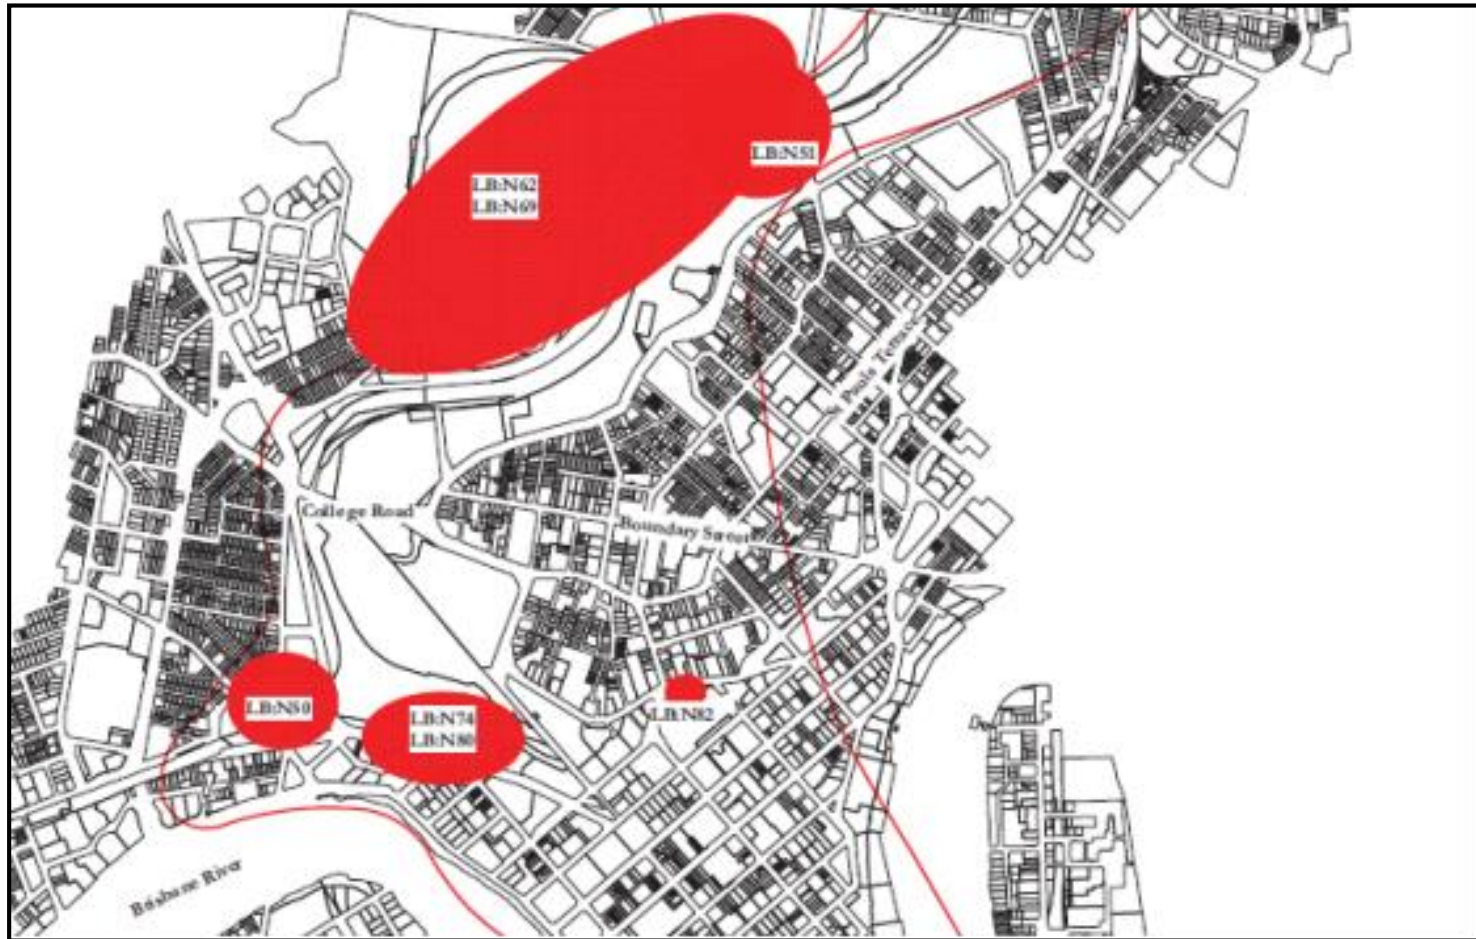 LB:N51
LB:N62
LB:N69
St Pauls Terrace
College Road
Boundary Street
LB:N50
LB:N74
LB:N80
LB:N82
Brisbane River